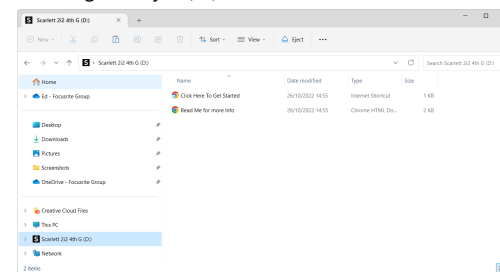 Scarlett 2i2 4th G (D:)
New
Sort
View
Eject
Scarlett 2i2 4th G (D:)
Search Scarlett 2i2 4th G (D:)
Home
Ed - Focusrite Group
Desktop
Downloads
Pictures
Screenshots
OneDrive - Focusrite Group
Creative Cloud Files
This PC
Scarlett 2i2 4th G (D:)
Network
Name Date modified Type Size
Click Here To Get Started 26/10/2022 14:55 Internet Shortcut 1 KB
Read Me for more Info 26/10/2022 14:55 Chrome HTML Do... 2 KB
2 items